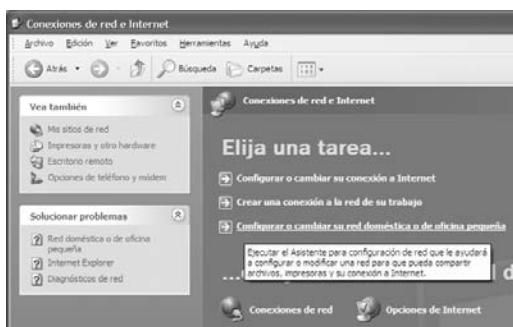 Conexiones de red e Internet
Archivo Edición Ver Favoritos Herramientas Ayuda
Atrás Búsqueda Carpetas
Vea también
Mis sitios de red
Impresoras y otro hardware
Escritorio remoto
Opciones de teléfono y módem
Solucionar problemas
Red doméstica o de oficina
pequeña
Internet Explorer
Diagnósticos de red
Conexiones de red e Internet
Elija una tarea...
Configurar o cambiar su conexión a Internet
Crear una conexión a la red de su trabajo
Configurar o cambiar su red doméstica o de oficina pequeña
Ejecutar el Asistente para configuración de red que le ayudará
a configurar o modificar una red para que pueda compartir
archivos, impresoras y su conexión a Internet.
Conexiones de red
Opciones de Internet